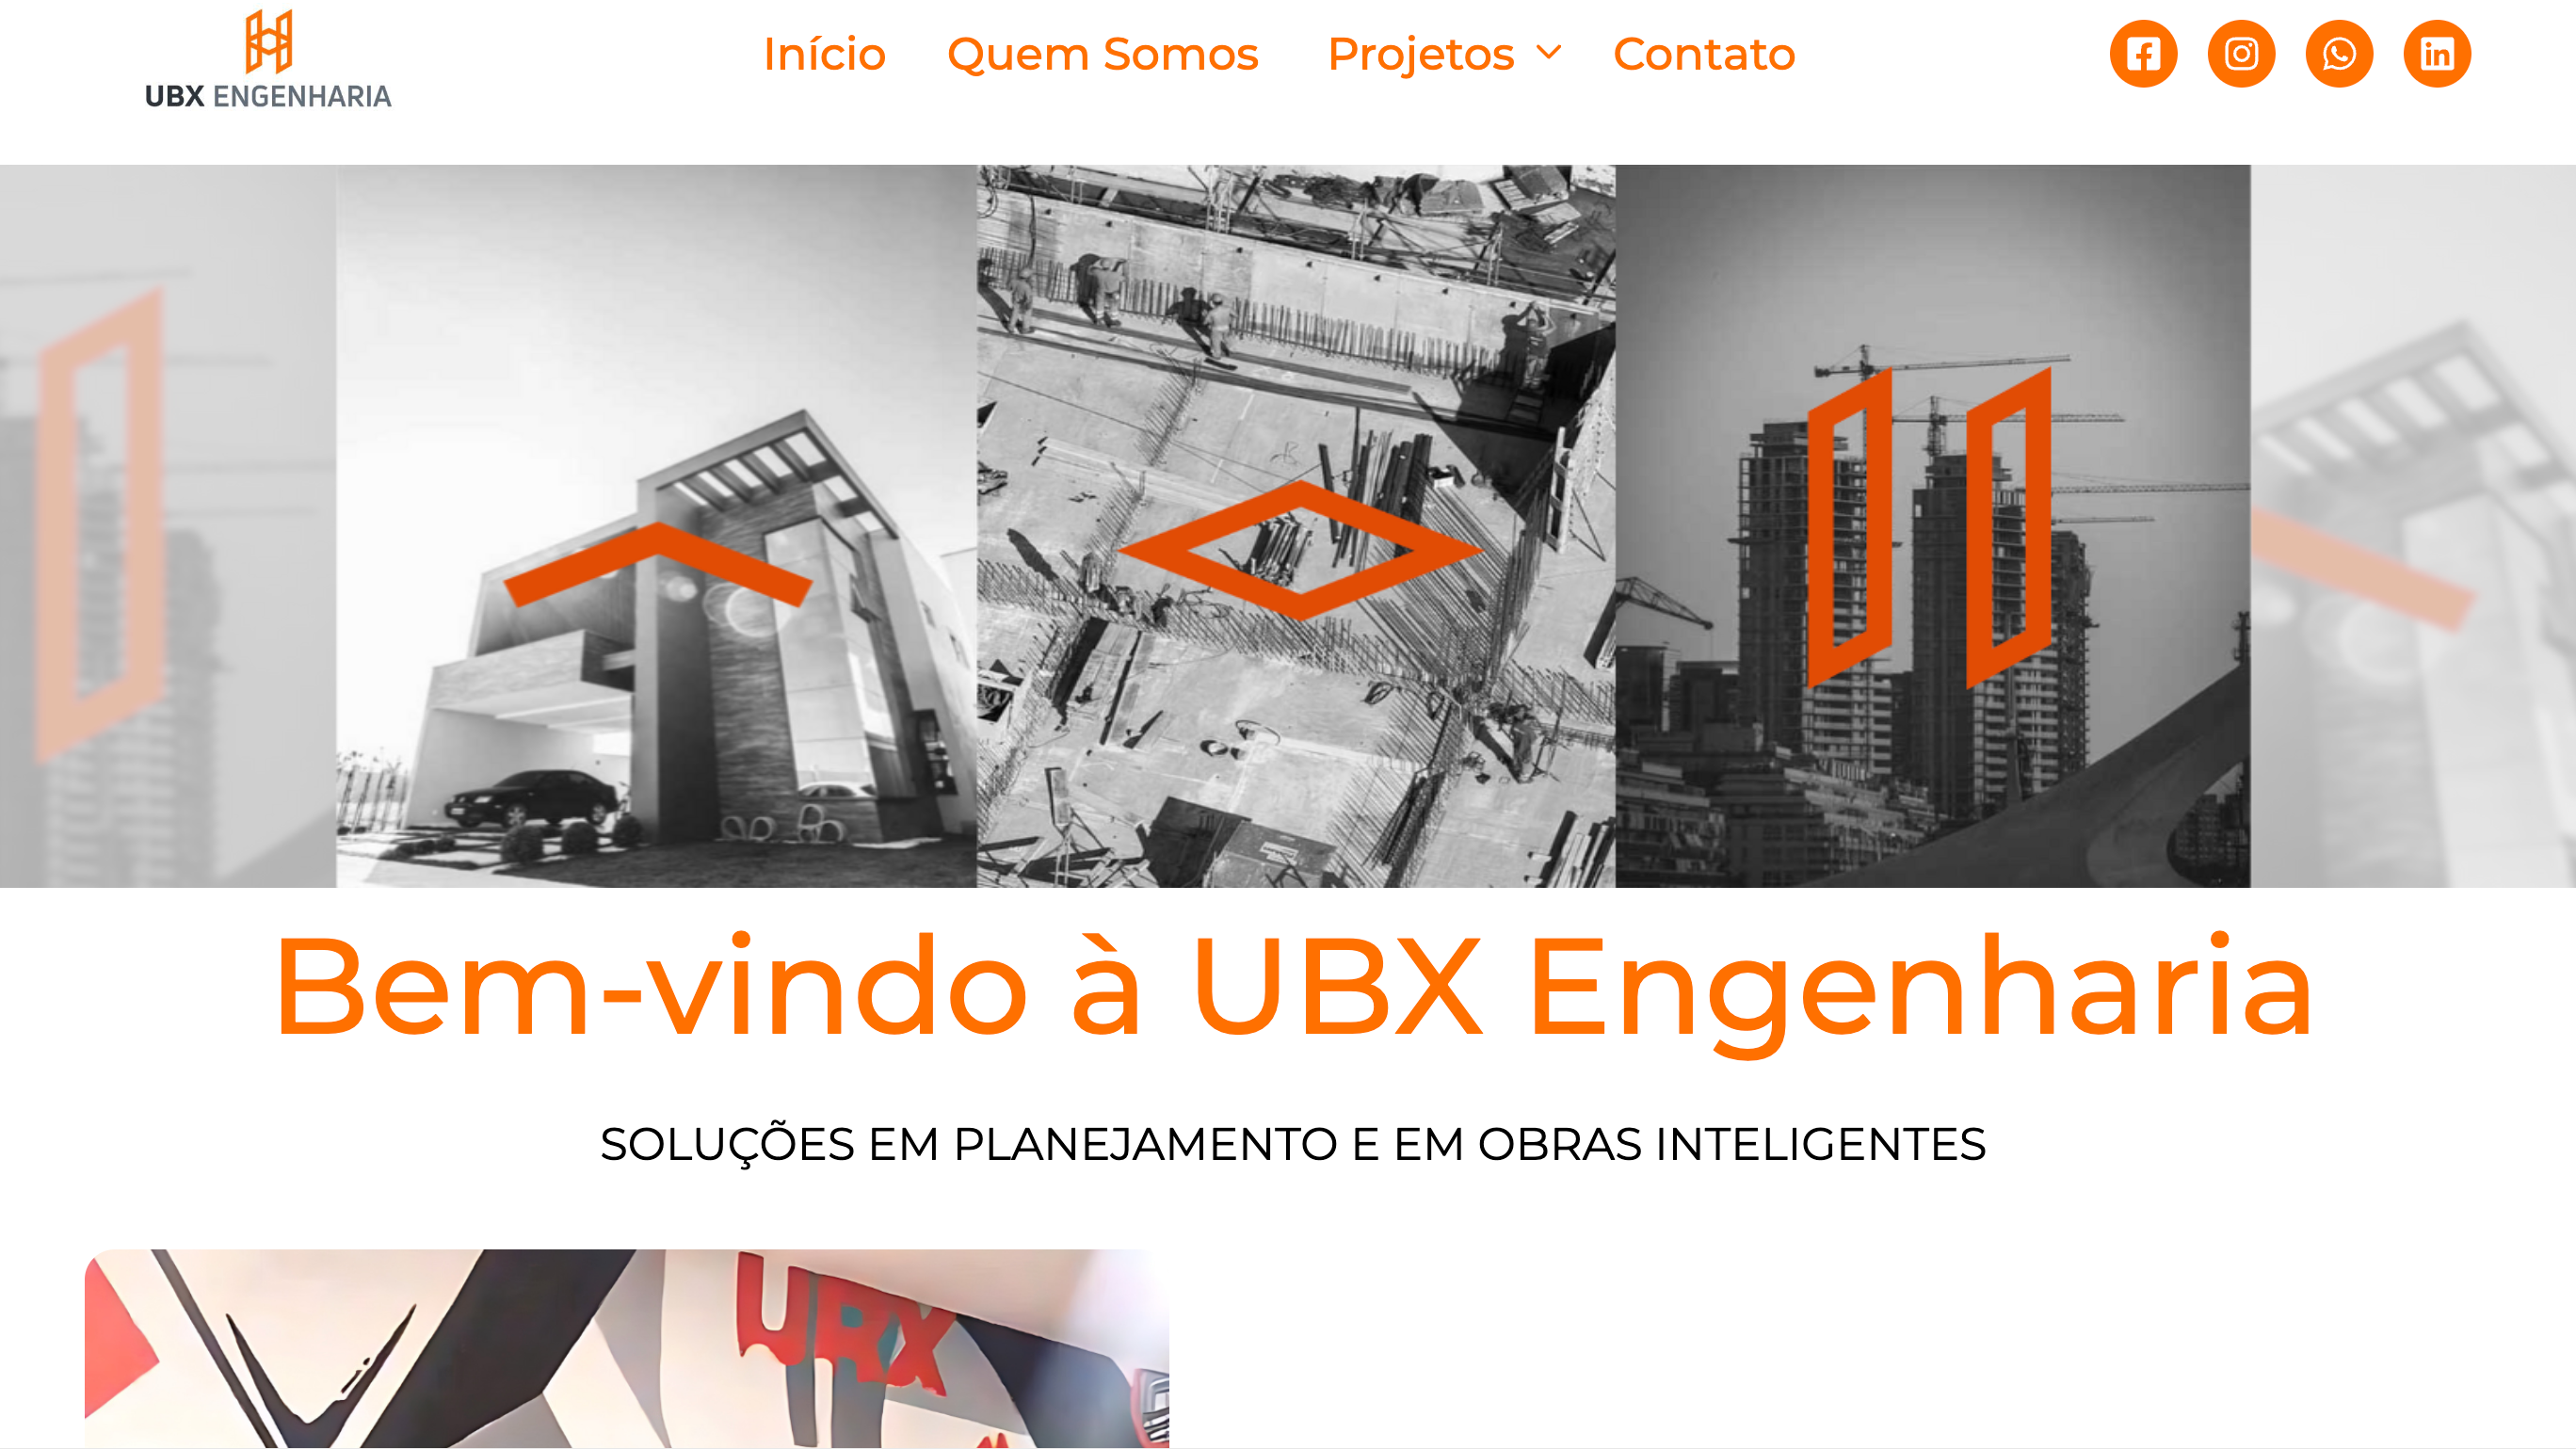 UBX ENGENHARIA
Início Quem Somos Projetos Contato
Bem-vindo à UBX Engenharia
SOLUÇÕES EM PLANEJAMENTO E EM OBRAS INTELIGENTES
UBX